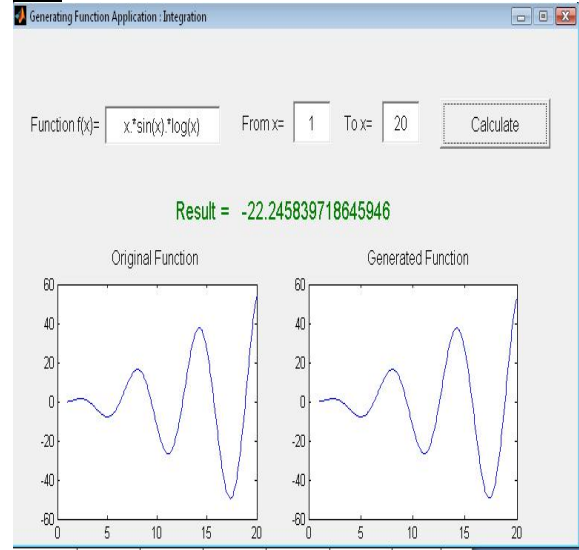 Generating Function Application : Integration
Function f(x)= x.*sin(x).*log(x) From x= 1 To x= 20 Calculate
Result = -22.245839718645946
Original Function Generated Function
60 60
40 40
20 20
0 0
-20 -20
-40 -40
-60 -60
0 5 10 15 20 0 5 10 15 20